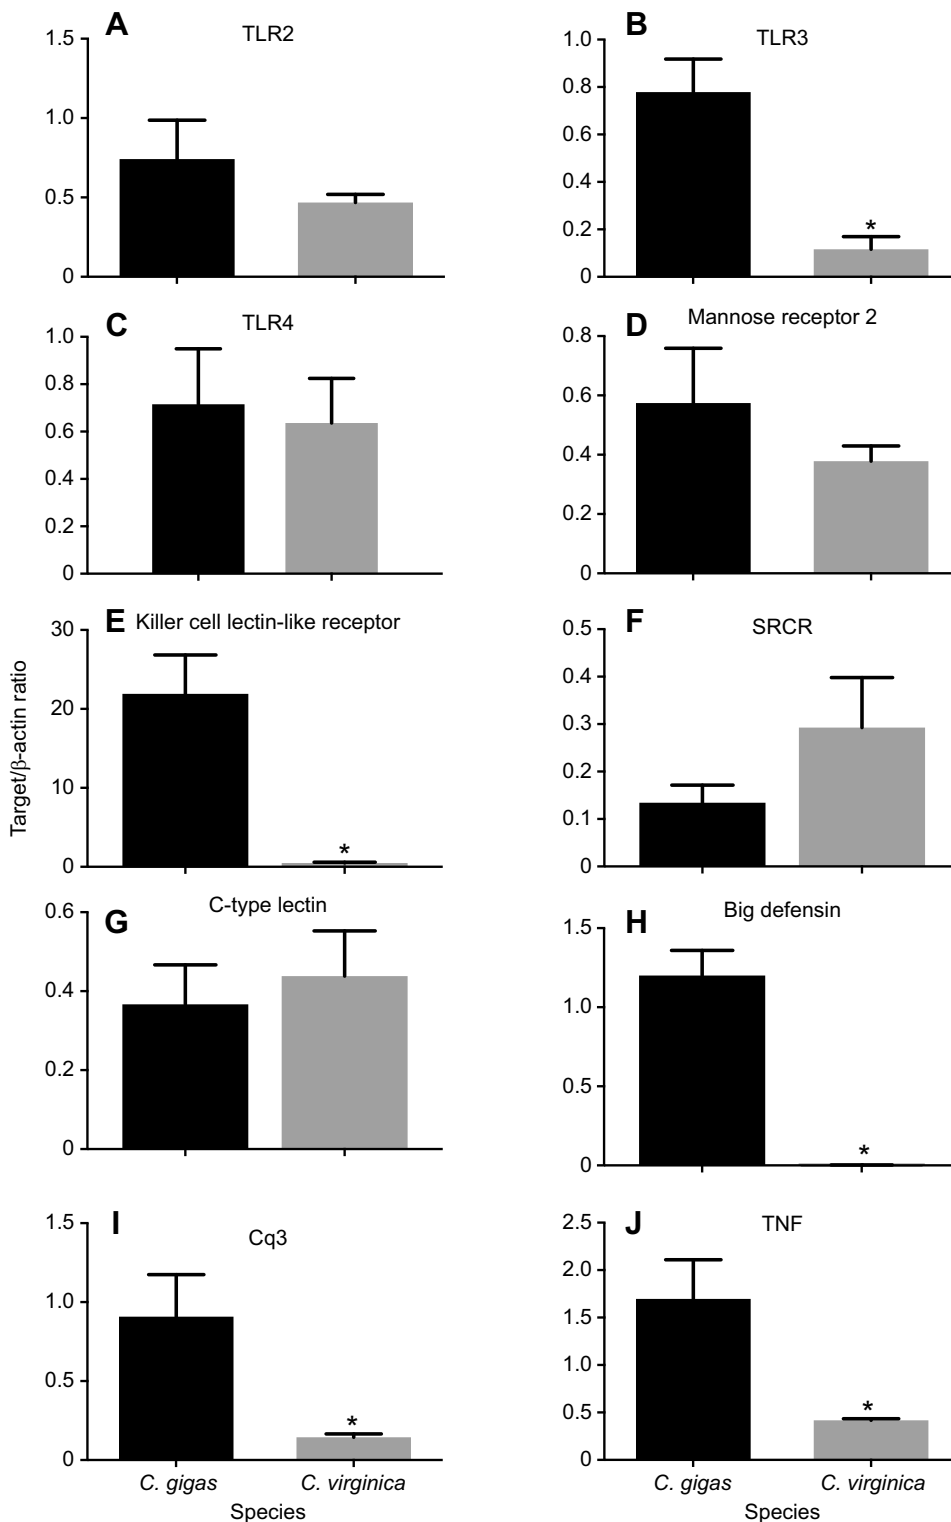 A
TLR2
1.5
1.0
0.5
0
B
TLR3
1.0
0.8
0.6
0.4
0.2
0
*
C
TLR4
1.0
0.8
0.6
0.4
0.2
0
D
Mannose receptor 2
0.8
0.6
0.4
0.2
0
E
Killer cell lectin-like receptor
30
20
10
0
*
Target/β-actin ratio
F
SRCR
0.5
0.4
0.3
0.2
0.1
0
G
C-type lectin
0.6
0.4
0.2
0
H
Big defensin
1.5
1.0
0.5
0
*
I
Cq3
1.5
1.0
0.5
0
*
C. gigas C. virginica
Species
J
TNF
2.5
2.0
1.5
1.0
0.5
0
*
C. gigas C. virginica
Species